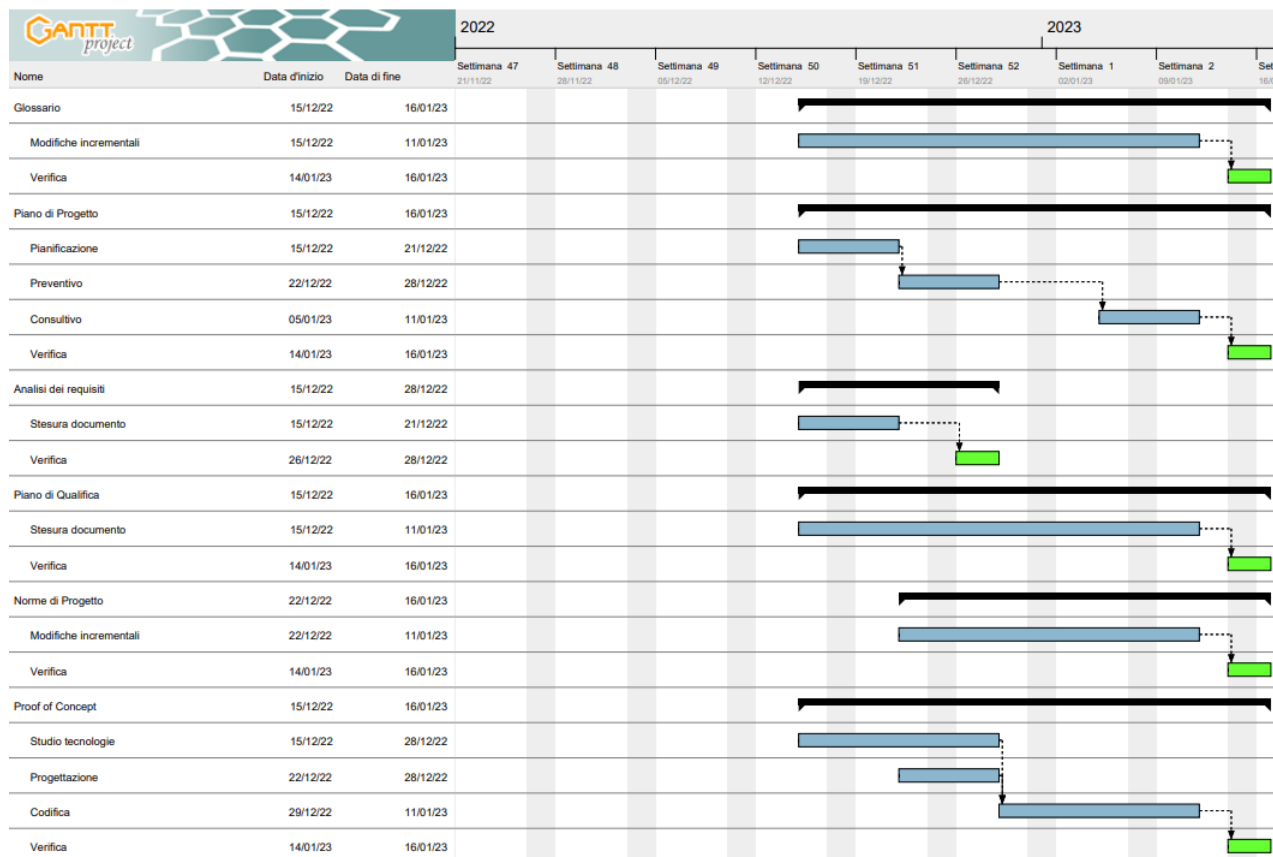 GANTT project
2022 2023
Nome Data d'inizio Data di fine
Settimana 47 Settimana 48 Settimana 49 Settimana 50 Settimana 51 Settimana 52 Settimana 1 Settimana 2
21/11/22 28/11/22 05/12/22 12/12/22 19/12/22 26/12/22 02/01/23 09/01/23
Glossario 15/12/22 16/01/23
Modifiche incrementali 15/12/22 11/01/23
Verifica 14/01/23 16/01/23
Piano di Progetto 15/12/22 16/01/23
Pianificazione 15/12/22 21/12/22
Preventivo 22/12/22 28/12/22
Consultivo 05/01/23 11/01/23
Verifica 14/01/23 16/01/23
Analisi dei requisiti 15/12/22 28/12/22
Stesura documento 15/12/22 21/12/22
Verifica 26/12/22 28/12/22
Piano di Qualifica 15/12/22 16/01/23
Stesura documento 15/12/22 11/01/23
Verifica 14/01/23 16/01/23
Norme di Progetto 22/12/22 16/01/23
Modifiche incrementali 22/12/22 11/01/23
Verifica 14/01/23 16/01/23
Proof of Concept 15/12/22 16/01/23
Studio tecnologie 15/12/22 28/12/22
Progettazione 22/12/22 28/12/22
Codifica 29/12/22 11/01/23
Verifica 14/01/23 16/01/23